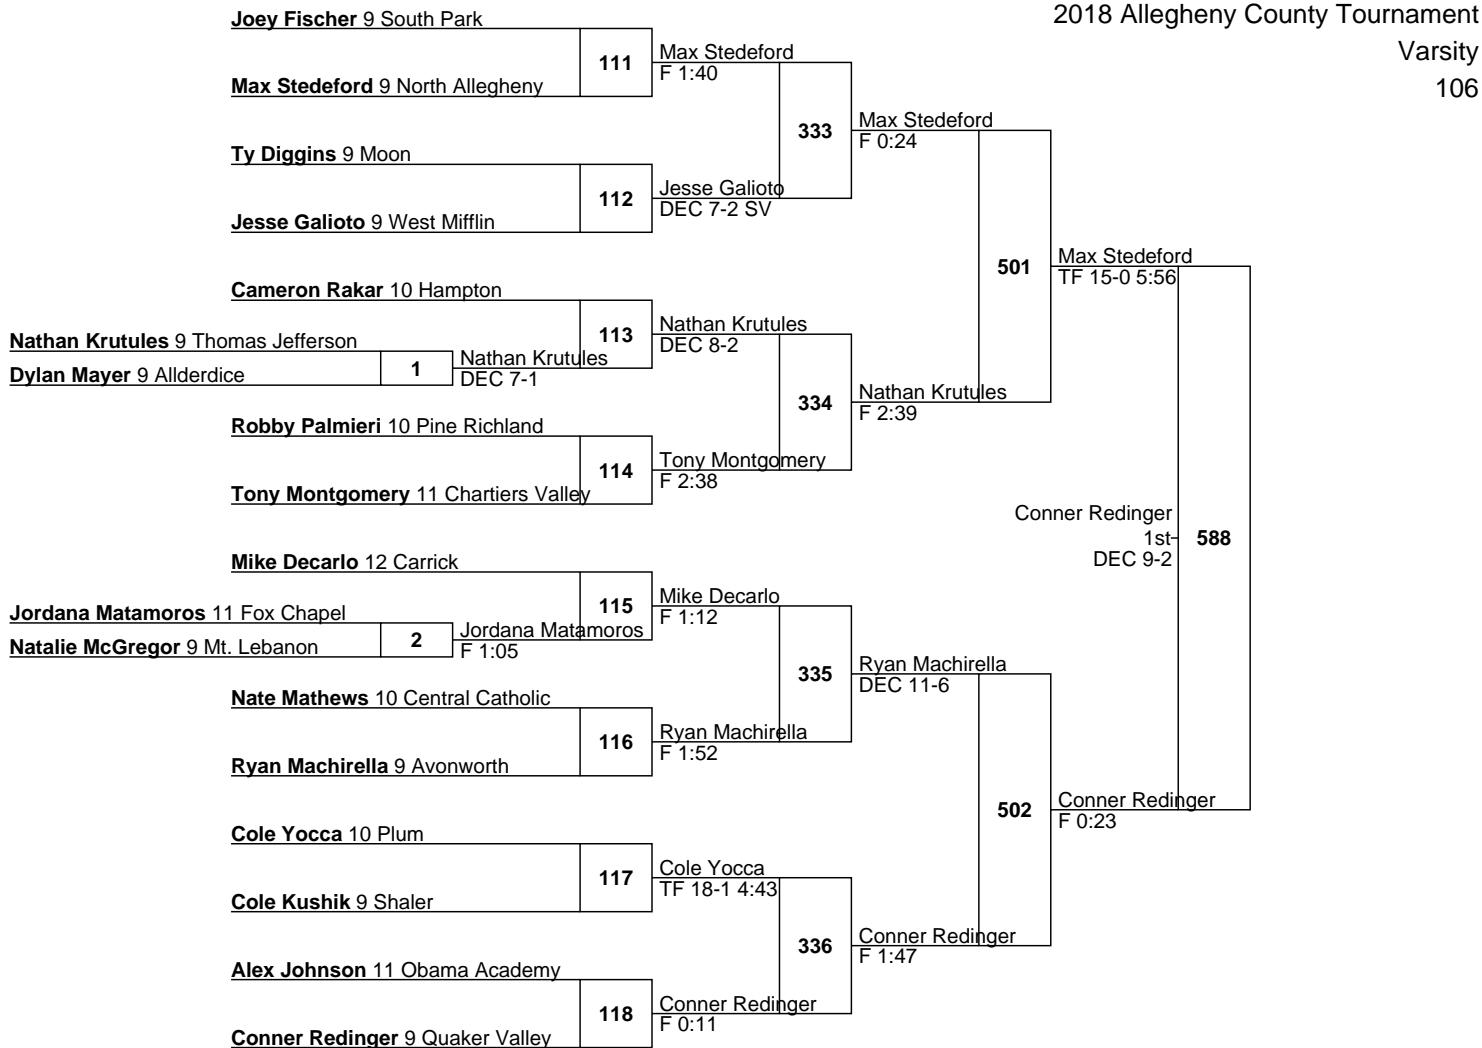 2018 Allegheny County Tournament
Varsity
106
Joey Fischer 9 South Park
111
Max Stedeford
F 1:40
Max Stedeford 9 North Allegheny
333
Max Stedeford
F 0:24
Ty Diggins 9 Moon
112
Jesse Galioto
DEC 7-2 SV
Jesse Galioto 9 West Mifflin
501
Max Stedeford
TF 15-0 5:56
Cameron Rakar 10 Hampton
113
Nathan Krutules
DEC 8-2
Nathan Krutules 9 Thomas Jefferson
1
Nathan Krutules
DEC 7-1
Dylan Mayer 9 Allderdice
334
Nathan Krutules
F 2:39
Robby Palmieri 10 Pine Richland
114
Tony Montgomery
F 2:38
Tony Montgomery 11 Chartiers Valley
Conner Redinger
1st
DEC 9-2
588
Mike Decarlo 12 Carrick
115
Mike Decarlo
F 1:12
Jordana Matamoros 11 Fox Chapel
2
Jordana Matamoros
F 1:05
Natalie McGregor 9 Mt. Lebanon
335
Ryan Machirella
DEC 11-6
Nate Mathews 10 Central Catholic
116
Ryan Machirella
F 1:52
Ryan Machirella 9 Avonworth
502
Conner Redinger
F 0:23
Cole Yocca 10 Plum
117
Cole Yocca
TF 18-1 4:43
Cole Kushik 9 Shaler
336
Conner Redinger
F 1:47
Alex Johnson 11 Obama Academy
118
Conner Redinger
F 0:11
Conner Redinger 9 Quaker Valley